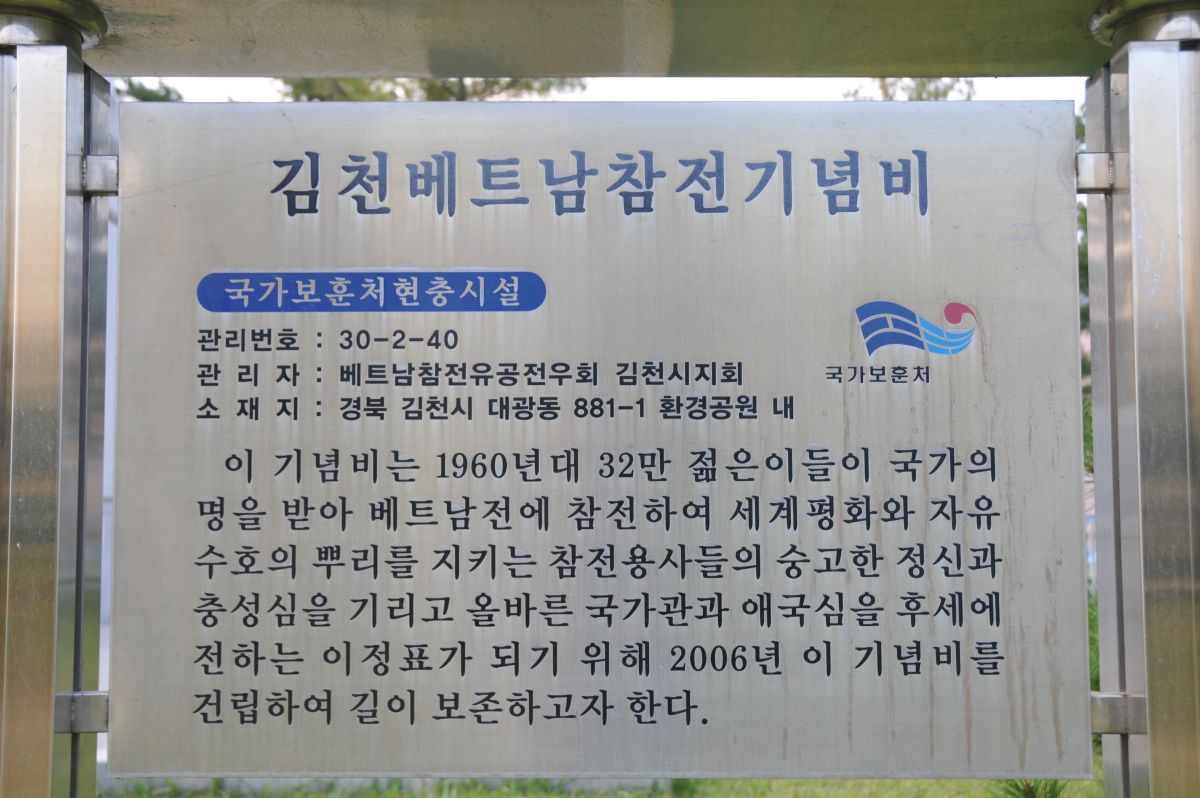 김천베트남참전기념비
국가보훈처현충시설
관리번호 : 30-2-40
관 리 자 : 베트남참전유공전우회 김천시지회
소 재 지 : 경북 김천시 대광동 881-1 환경공원 내
국가보훈처
이 기념비는 1960년대 32만 젊은이들이 국가의
명을 받아 베트남전에 참전하여 세계평화와 자유
수호의 뿌리를 지키는 참전용사들의 숭고한 정신과
충성심을 기리고 올바른 국가관과 애국심을 후세에
전하는 이정표가 되기 위해 2006년 이 기념비를
건립하여 길이 보존하고자 한다.